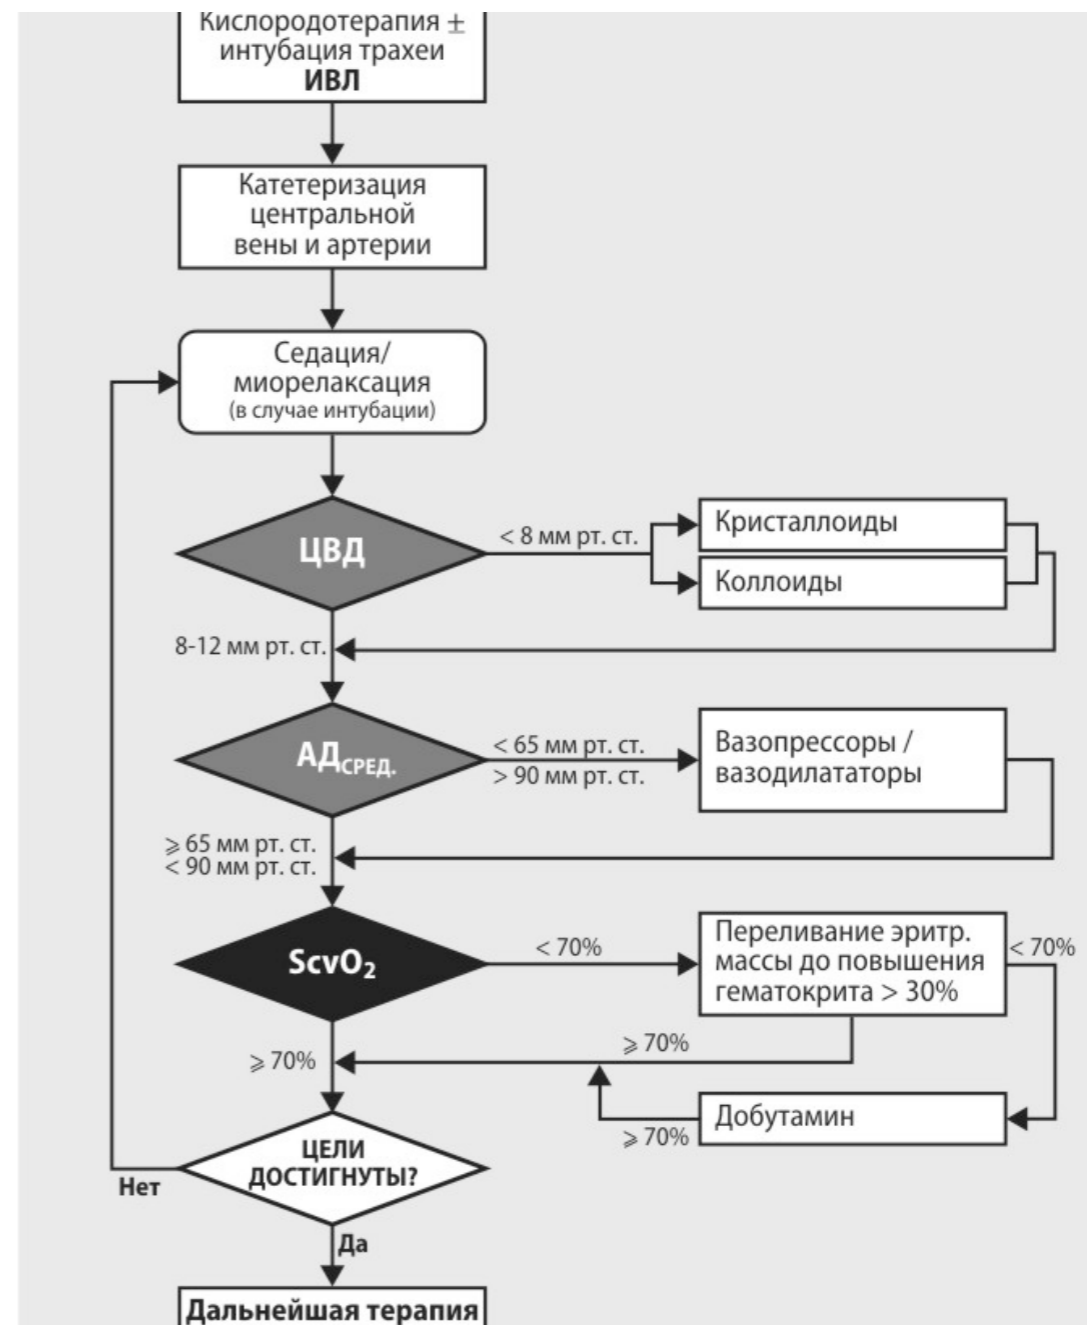 Кислородотерапия ±
интубация трахеи
ИВЛ
Катетеризация
центральной
вены и артерии
Седация/
миорелаксация
(в случае интубации)
ЦВД
< 8 мм рт. ст.
Кристаллоиды
Коллоиды
8-12 мм рт. ст.
АДСРЕД.
< 65 мм рт. ст.
> 90 мм рт. ст.
Вазопрессоры /
вазодилататоры
⩾ 65 мм рт. ст.
< 90 мм рт. ст.
ScvO₂
< 70%
Переливание эритр.
массы до повышения
гематокрита > 30%
< 70%
⩾ 70%
⩾ 70%
Добутамин
⩾ 70%
ЦЕЛИ
ДОСТИГНУТЫ?
Нет
Да
Дальнейшая терапия